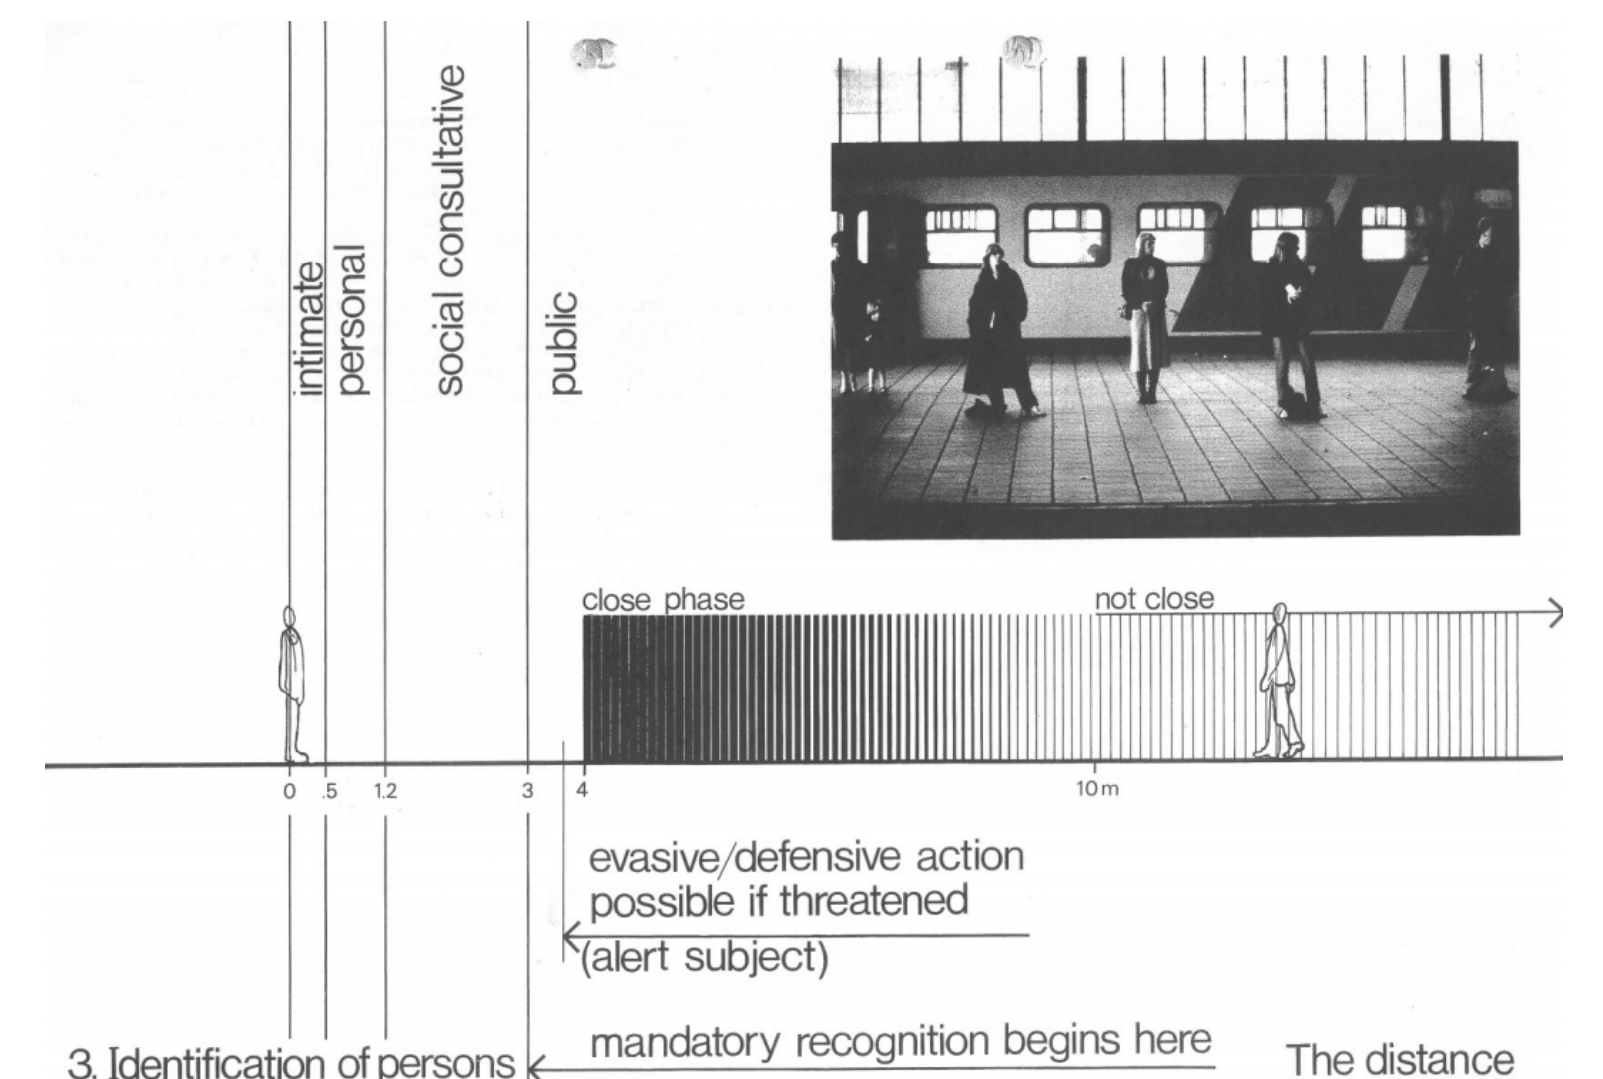 intimate
personal
social consultative
public
close phase
not close
0 .5 1.2 3 4 10m
evasive/defensive action
possible if threatened
(alert subject)
mandatory recognition begins here
3. Identification of persons
The distance